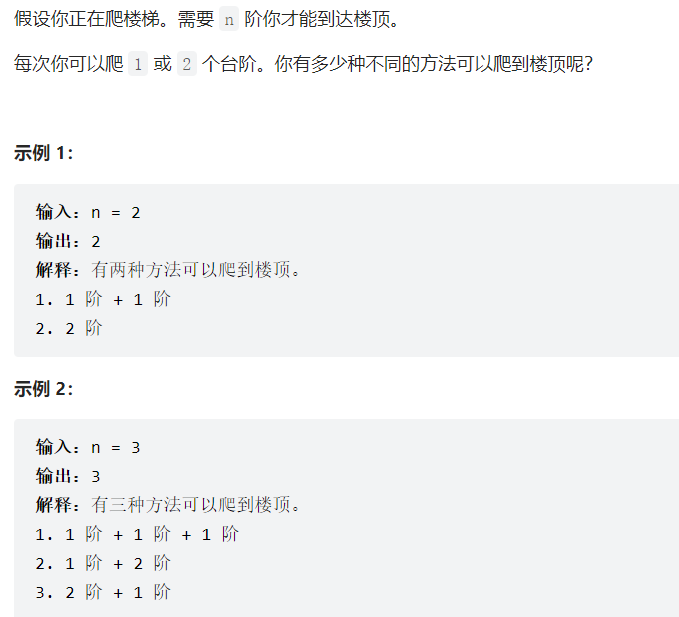 假设你正在爬楼梯。需要 n 阶你才能到达楼顶。
每次你可以爬 1 或 2 个台阶。你有多少种不同的方法可以爬到楼顶呢？
示例 1：
输入：n = 2
输出：2
解释：有两种方法可以爬到楼顶。
1. 1 阶 + 1 阶
2. 2 阶
示例 2：
输入：n = 3
输出：3
解释：有三种方法可以爬到楼顶。
1. 1 阶 + 1 阶 + 1 阶
2. 1 阶 + 2 阶
3. 2 阶 + 1 阶